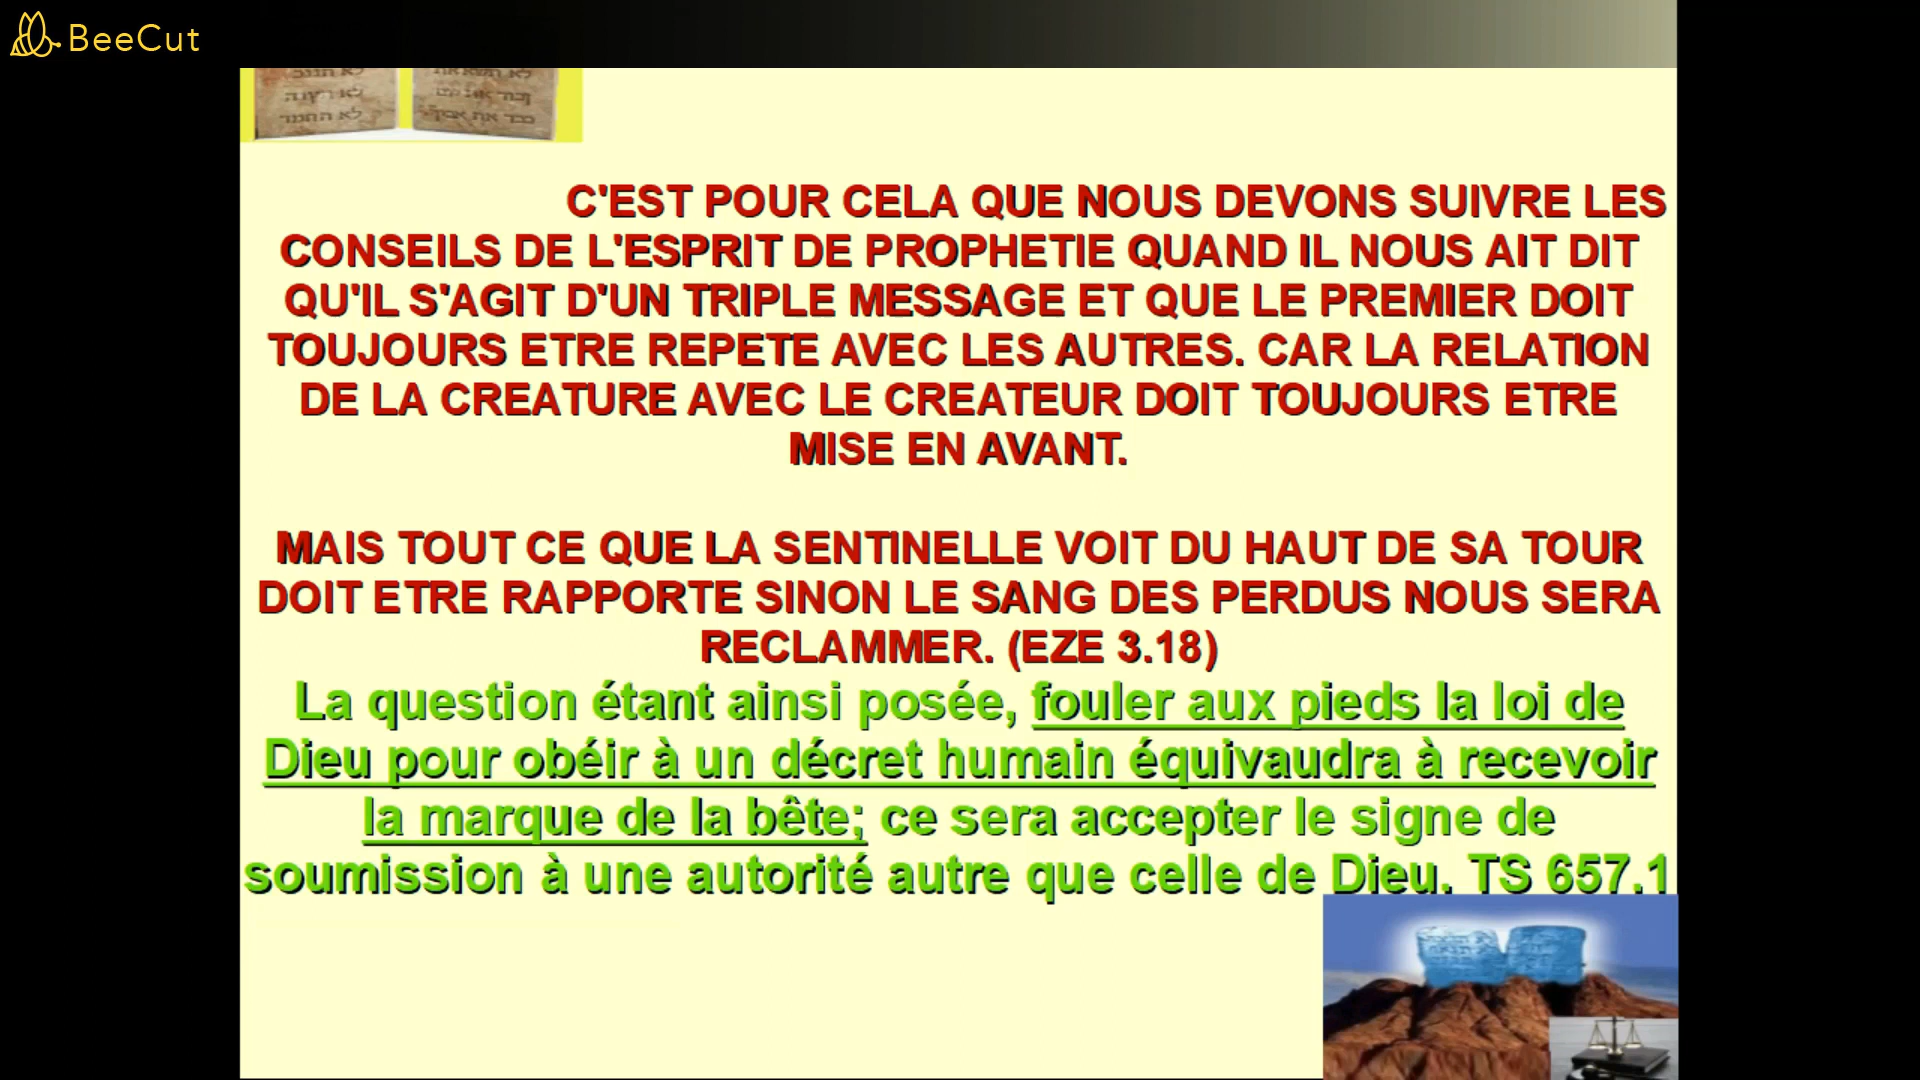 BeeCut
C'EST POUR CELA QUE NOUS DEVONS SUIVRE LES
CONSEILS DE L'ESPRIT DE PROPHETIE QUAND IL NOUS AIT DIT
QU'IL S'AGIT D'UN TRIPLE MESSAGE ET QUE LE PREMIER DOIT
TOUJOURS ETRE REPETE AVEC LES AUTRES. CAR LA RELATION
DE LA CREATURE AVEC LE CREATEUR DOIT TOUJOURS ETRE
MISE EN AVANT.
MAIS TOUT CE QUE LA SENTINELLE VOIT DU HAUT DE SA TOUR
DOIT ETRE RAPPORTE SINON LE SANG DES PERDUS NOUS SERA
RECLAMMER. (EZE 3.18)
La question étant ainsi posée, fouler aux pieds la loi de
Dieu pour obéir à un décret humain équivaudra à recevoir
la marque de la bête; ce sera accepter le signe de
soumission à une autorité autre que celle de Dieu. TS 657.1